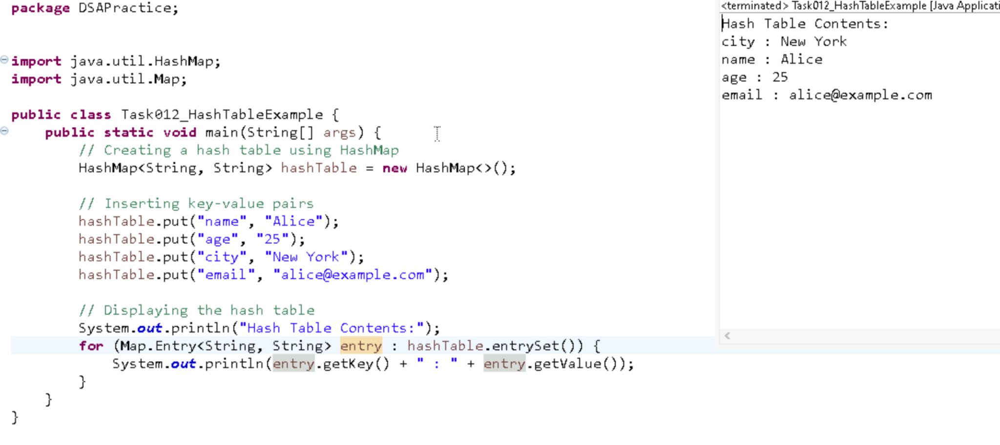 package DSAPractice;
import java.util.HashMap;
import java.util.Map;
public class Task012_HashTableExample {
public static void main(String[] args) {
// Creating a hash table using HashMap
HashMap<String, String> hashTable = new HashMap<>();
// Inserting key-value pairs
hashTable.put("name", "Alice");
hashTable.put("age", "25");
hashTable.put("city", "New York");
hashTable.put("email", "alice@example.com");
// Displaying the hash table
System.out.println("Hash Table Contents:");
for (Map.Entry<String, String> entry : hashTable.entrySet()) {
System.out.println(entry.getKey() + " : " + entry.getValue());
}
}
}
<terminated> Task012_HashTableExample [Java Applicati
Hash Table Contents:
city : New York
name : Alice
age : 25
email : alice@example.com